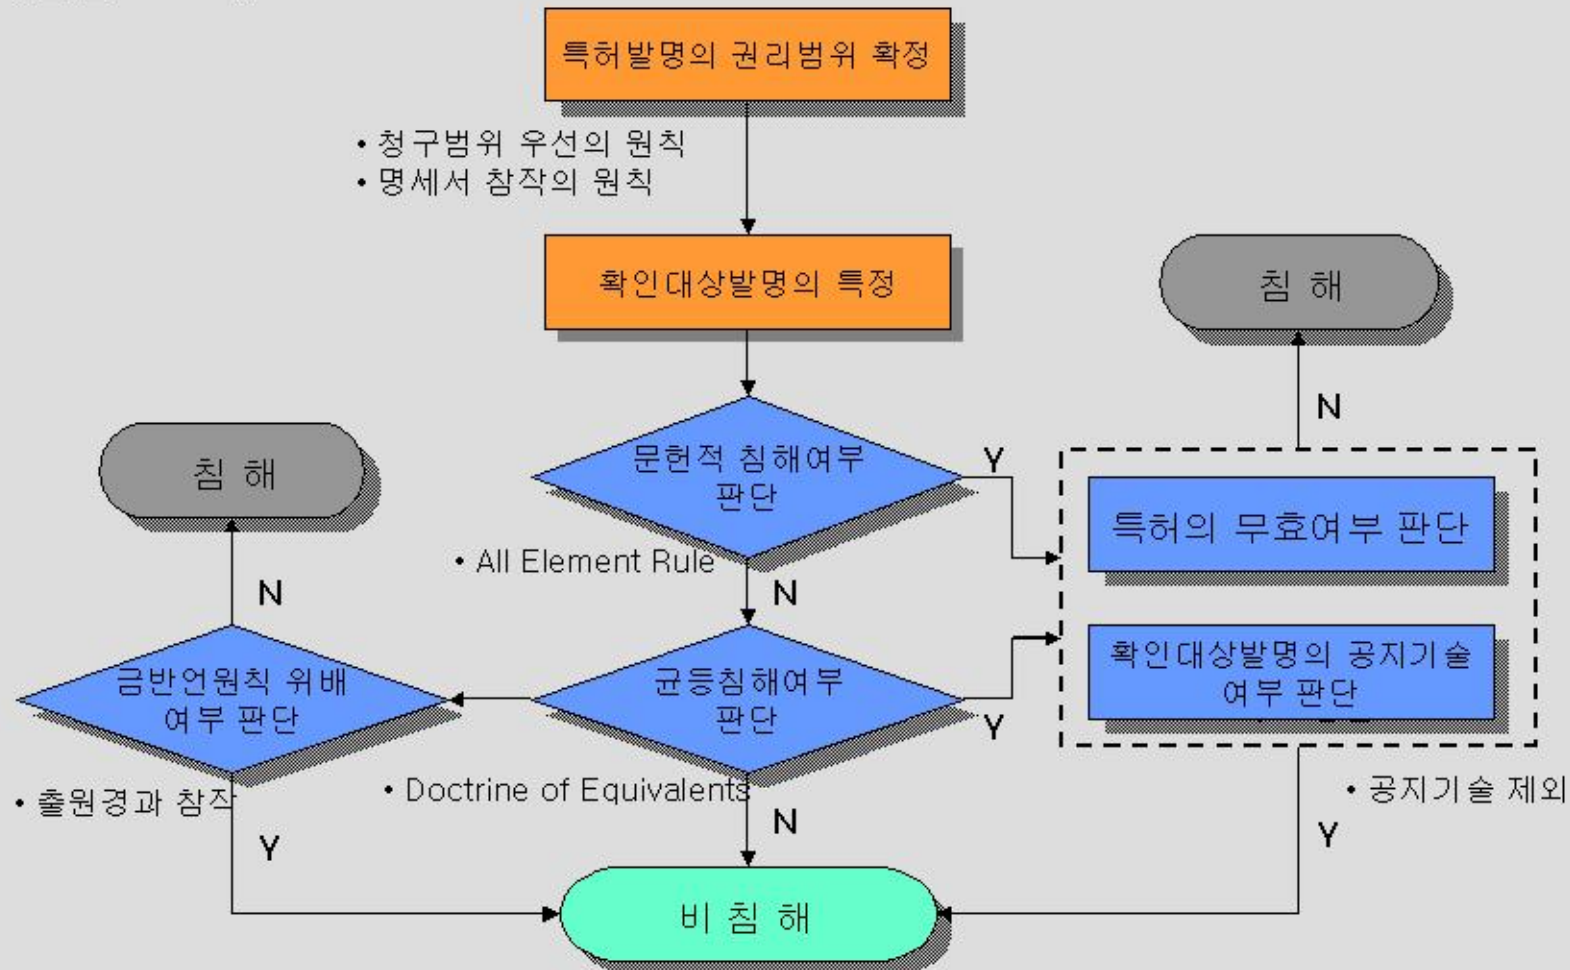 특허발명의 권리범위 확정
• 청구범위 우선의 원칙
• 명세서 참작의 원칙
확인대상발명의 특정
침 해
N
문헌적 침해여부
판단
Y
침 해
특허의 무효여부 판단
• All Element Rule
N
N
확인대상발명의 공지기술
여부 판단
금반언원칙 위배
여부 판단
균등침해여부
판단
Y
• 출원경과 참작
• Doctrine of Equivalents
• 공지기술 제외
Y
N
Y
비 침 해